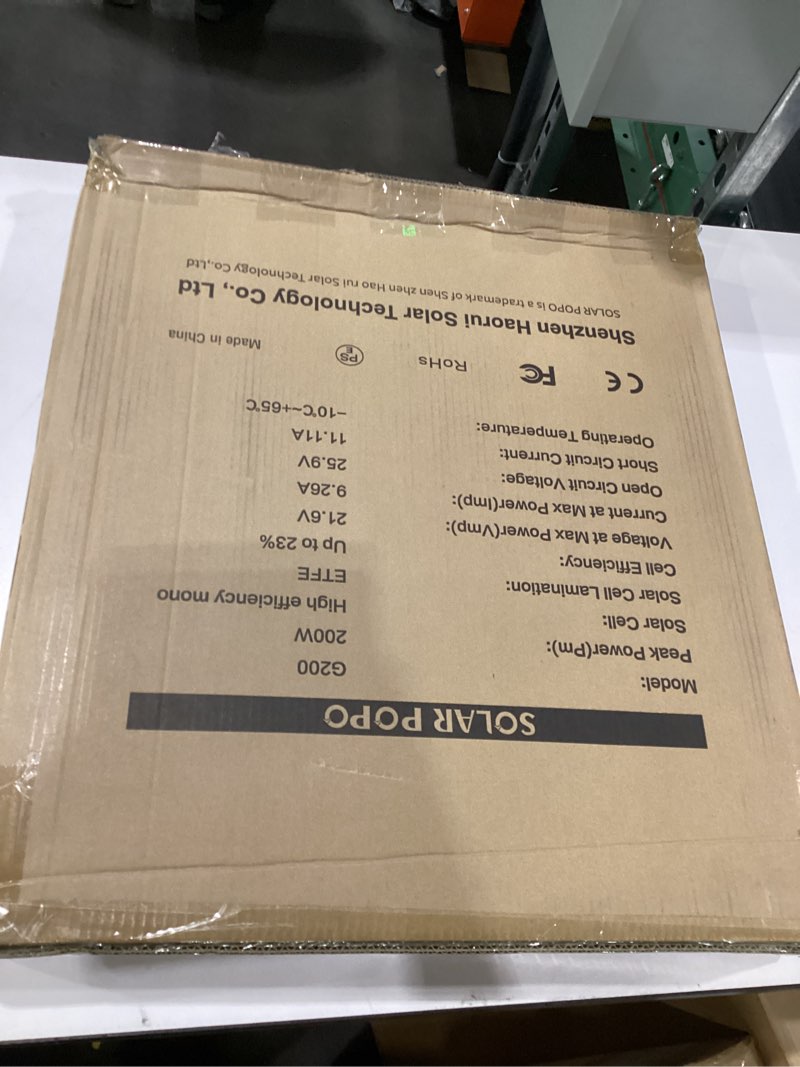 SOLAR POPO
Model: G200
Peak Power(Pm): 200W
Solar Cell: High efficiency mono
Solar Cell Lamination: ETFE
Cell Efficiency: Up to 23%
Voltage at Max Power(Vmp): 21.6V
Current at Max Power(Imp): 9.26A
Open Circuit Voltage: 25.9V
Short Circuit Current: 11.11A
Operating Temperature: -10℃~+65℃
CE FC RoHs PSE Made in China
Shenzhen Haorui Solar Technology Co., Ltd
SOLAR POPO is a trademark of Shen zhen Hao rui Solar Technology Co.,Ltd